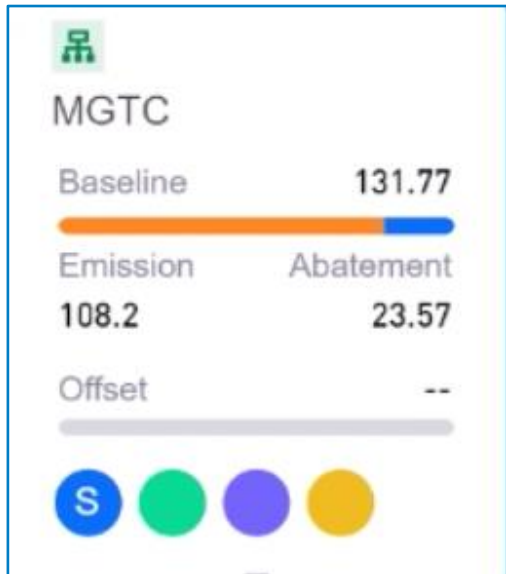 MGTC
Baseline 131.77
Emission Abatement
108.2 23.57
Offset --
S